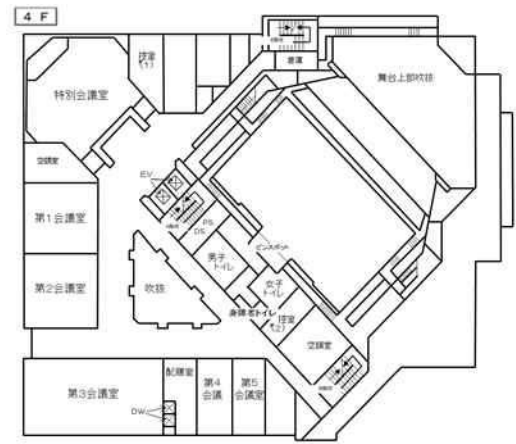 4 F
控室
(1)
倉庫
舞台上部吹抜
特別会議室
空調室
EV
第1会議室
PS
DS
男子
トイレ
ピンスポット
女子
トイレ
第2会議室
吹抜
身障者トイレ
控室
(2)
空調室
配膳室
第3会議室
第4
会議
第5
会議室
DW